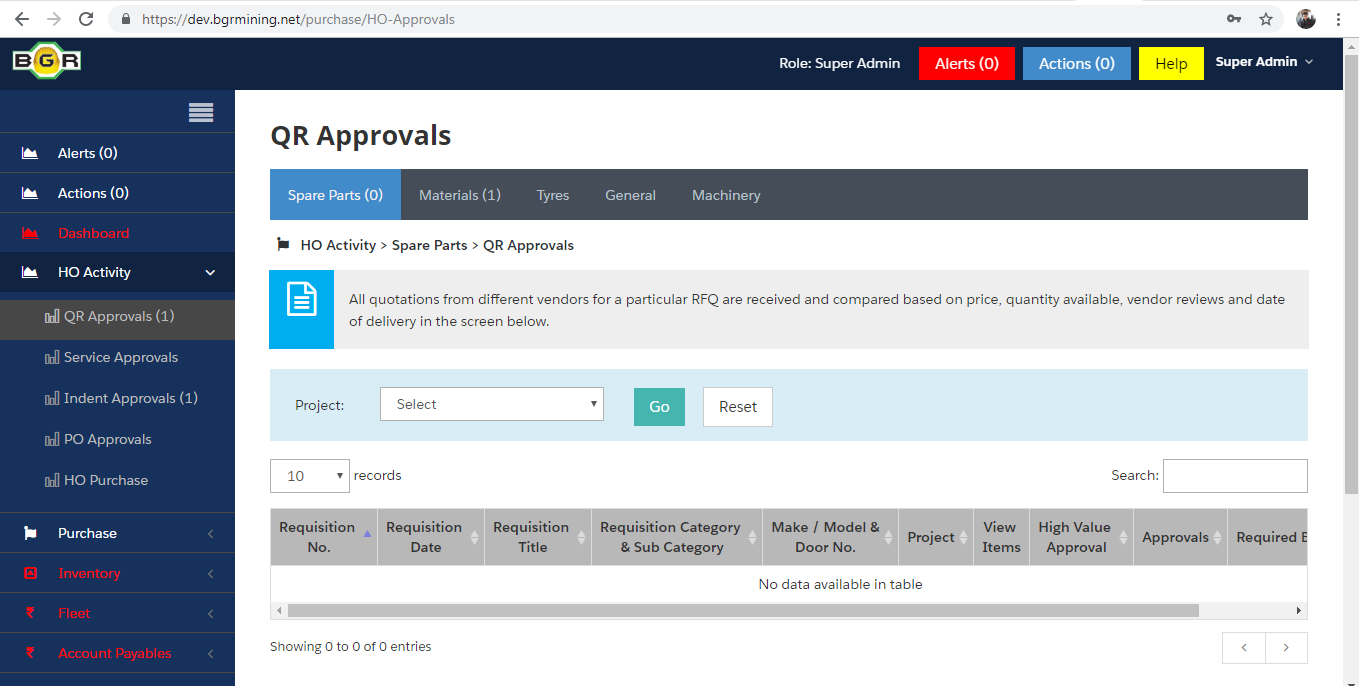 https://dev.bgrmining.net/purchase/HO-Approvals
BGR
Role: Super Admin
Alerts (0)
Actions (0)
Help
Super Admin
Alerts (0)
Actions (0)
Dashboard
HO Activity
QR Approvals (1)
Service Approvals
Indent Approvals (1)
PO Approvals
HO Purchase
Purchase
Inventory
Fleet
Account Payables
QR Approvals
Spare Parts (0)
Materials (1)
Tyres
General
Machinery
HO Activity > Spare Parts > QR Approvals
All quotations from different vendors for a particular RFQ are received and compared based on price, quantity available, vendor reviews and date
of delivery in the screen below.
Project:
Select
Go
Reset
10
records
Search:
Requisition
No.
Requisition
Date
Requisition
Title
Requisition Category
& Sub Category
Make / Model &
Door No.
Project
View
Items
High Value
Approval
Approvals
Required
No data available in table
Showing 0 to 0 of 0 entries